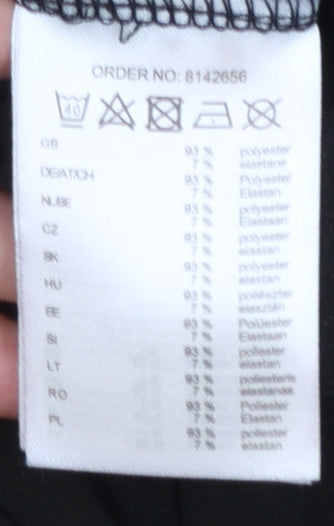 ORDER NO: 8142656
40
GB 93 % polyester
7 % elastane
DE/AT/CH 93 % Polyester
7 % Elastan
NL/BE 93 % polyester
7 % Elastaan
CZ 93 % polyester
7 % elastan
SK 93 % polyester
7 % elastan
HU 93 % poliészter
7 % elasztán
EE 93 % Polüester
7 % Elastaan
SI 93 % poliester
7 % elastan
LT 93 % poliesteris
7 % elastanas
RO 93 % Poliester
7 % Elastan
PL 93 % poliester
7 % elastan